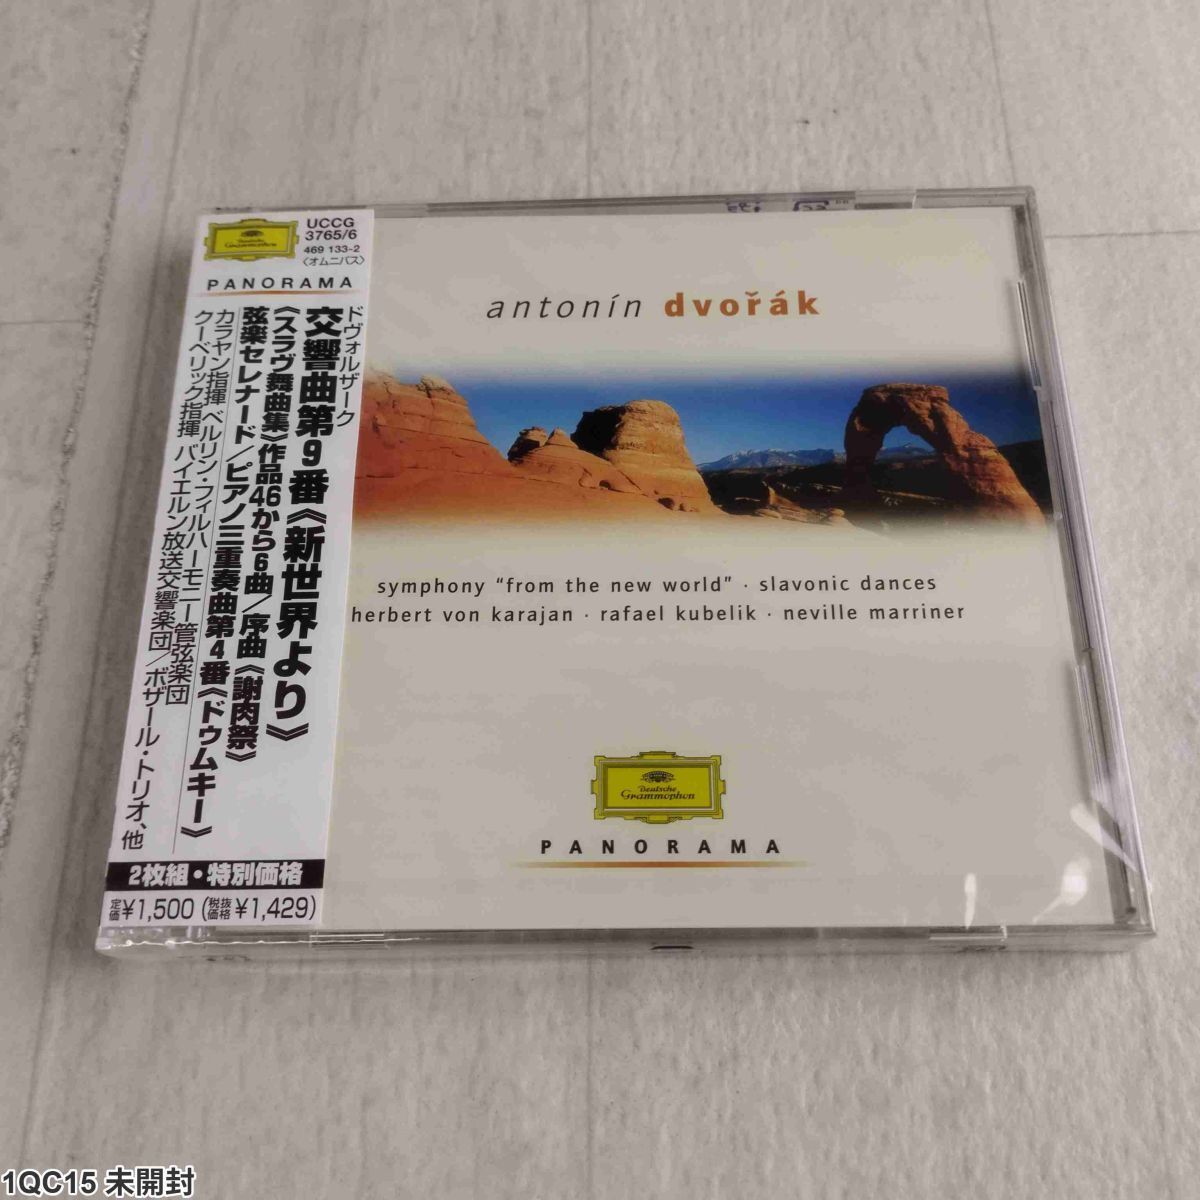 Deutsche
Grammophon
UCCG
3765/6
469 133-2
〈オムニバス〉
PANORAMA
ドヴォルザーク
交響曲第9番《新世界より》
《スラヴ舞曲集》作品46から6曲/序曲《謝肉祭》
弦楽セレナード/ピアノ三重奏曲第4番《ドゥムキー》
カラヤン指揮 ベルリン・フィルハーモニー管弦楽団
クーベリック指揮 バイエルン放送交響楽団/ボザール・トリオ、他
2枚組・特別価格
定価¥1,500(税抜価格¥1,429)
antonín dvořák
symphony “from the new world” · slavonic dances
herbert von karajan · rafael kubelik · neville marriner
Deutsche
Grammophon
PANORAMA
1QC15 未開封